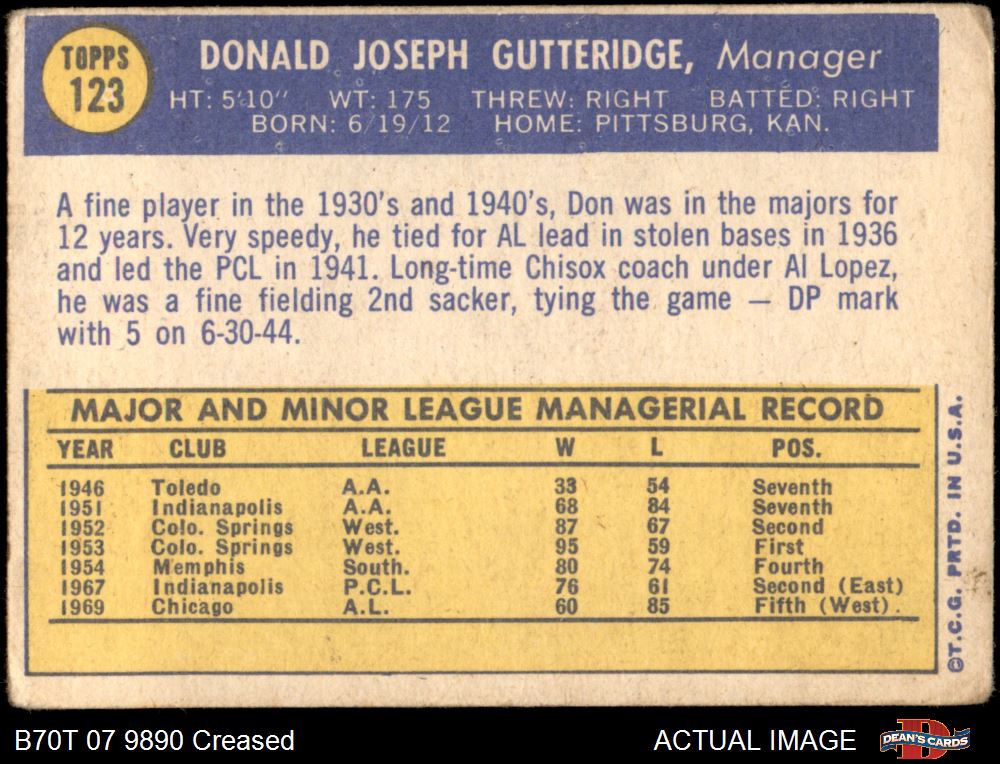 TOPPS
123
DONALD JOSEPH GUTTERIDGE, Manager
HT: 5'10" WT: 175 THREW: RIGHT BATTED: RIGHT
BORN: 6/19/12 HOME: PITTSBURG, KAN.
A fine player in the 1930's and 1940's, Don was in the majors for
12 years. Very speedy, he tied for AL lead in stolen bases in 1936
and led the PCL in 1941. Long-time Chisox coach under Al Lopez,
he was a fine fielding 2nd sacker, tying the game — DP mark
with 5 on 6-30-44.
MAJOR AND MINOR LEAGUE MANAGERIAL RECORD
YEAR CLUB LEAGUE W L POS.
1946 Toledo A.A. 33 54 Seventh
1951 Indianapolis A.A. 68 84 Seventh
1952 Colo. Springs West. 87 67 Second
1953 Colo. Springs West. 95 59 First
1954 Memphis South. 80 74 Fourth
1967 Indianapolis P.C.L. 76 61 Second (East)
1969 Chicago A.L. 60 85 Fifth (West).
©T.C.G. PRTD. IN U.S.A.
B70T 07 9890 Creased
ACTUAL IMAGE
D
DEAN'S CARDS